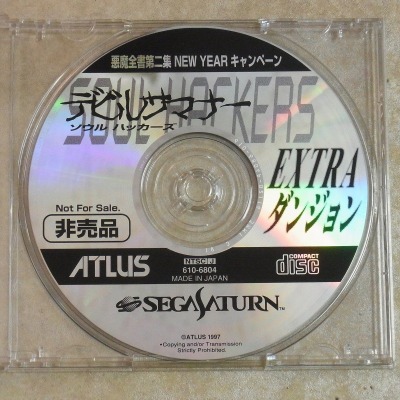 悪魔全書第二集 NEW YEAR キャンペーン
SOUL HACKERS
デビルサマナー
ソウル ハッカーズ
EXTRA
ダンジョン
Not For Sale.
非売品
ATLUS
NTSC J
610-6804
MADE IN JAPAN
COMPACT
disc
SEGA SATURN™
©ATLUS 1997
•Copying and/or Transmission
Strictly Prohibited.